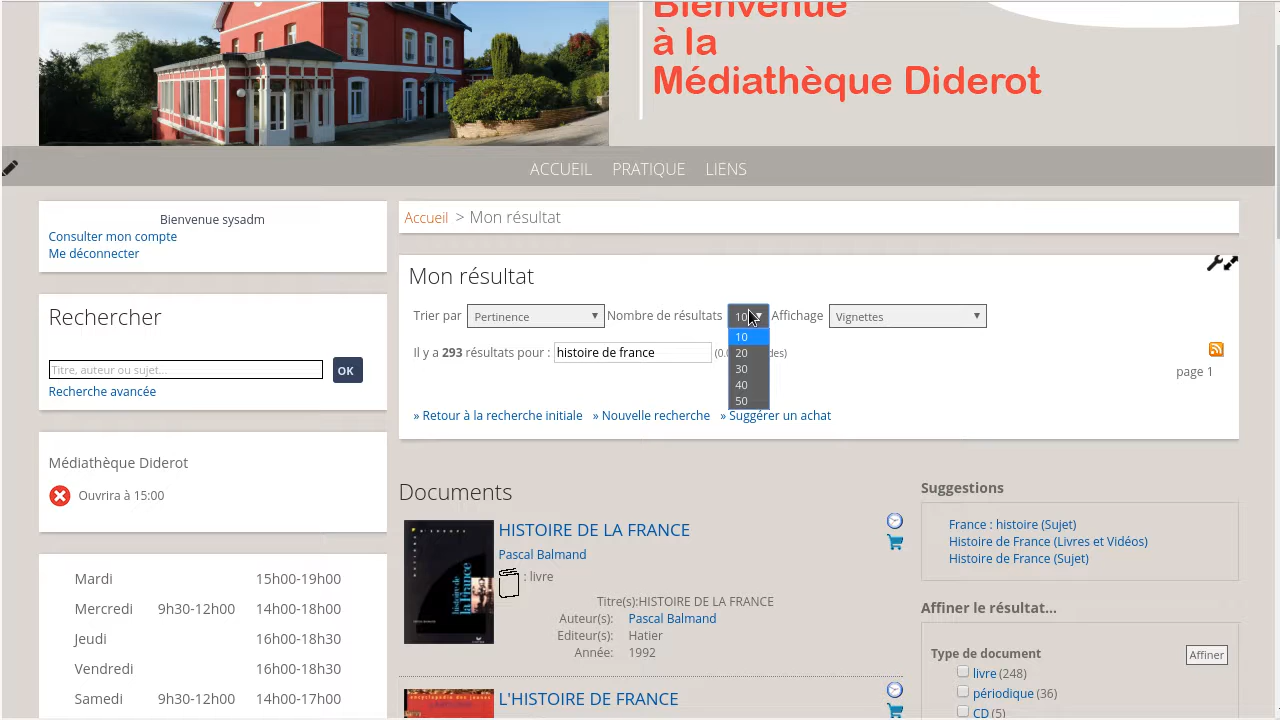 Bienvenue
à la
Médiathèque Diderot
ACCUEIL PRATIQUE LIENS
Bienvenue sysadm
Consulter mon compte
Me déconnecter
Rechercher
Titre, auteur ou sujet... OK
Recherche avancée
Médiathèque Diderot
Ouvrira à 15:00
Mardi 15h00-19h00
Mercredi 9h30-12h00 14h00-18h00
Jeudi 16h00-18h30
Vendredi 16h00-18h30
Samedi 9h30-12h00 14h00-17h00
Accueil > Mon résultat
Mon résultat
Trier par Pertinence Nombre de résultats 10 Affichage Vignettes
10
20
30
40
50
Il y a 293 résultats pour : histoire de france
page 1
» Retour à la recherche initiale » Nouvelle recherche » Suggérer un achat
Documents
HISTOIRE DE LA FRANCE
Pascal Balmand
: livre
Titre(s): HISTOIRE DE LA FRANCE
Auteur(s): Pascal Balmand
Editeur(s): Hatier
Année: 1992
histoire de la France
L'HISTOIRE DE FRANCE
Suggestions
France : histoire (Sujet)
Histoire de France (Livres et Vidéos)
Histoire de France (Sujet)
Affiner le résultat...
Type de document Affiner
livre (248)
périodique (36)
CD (5)